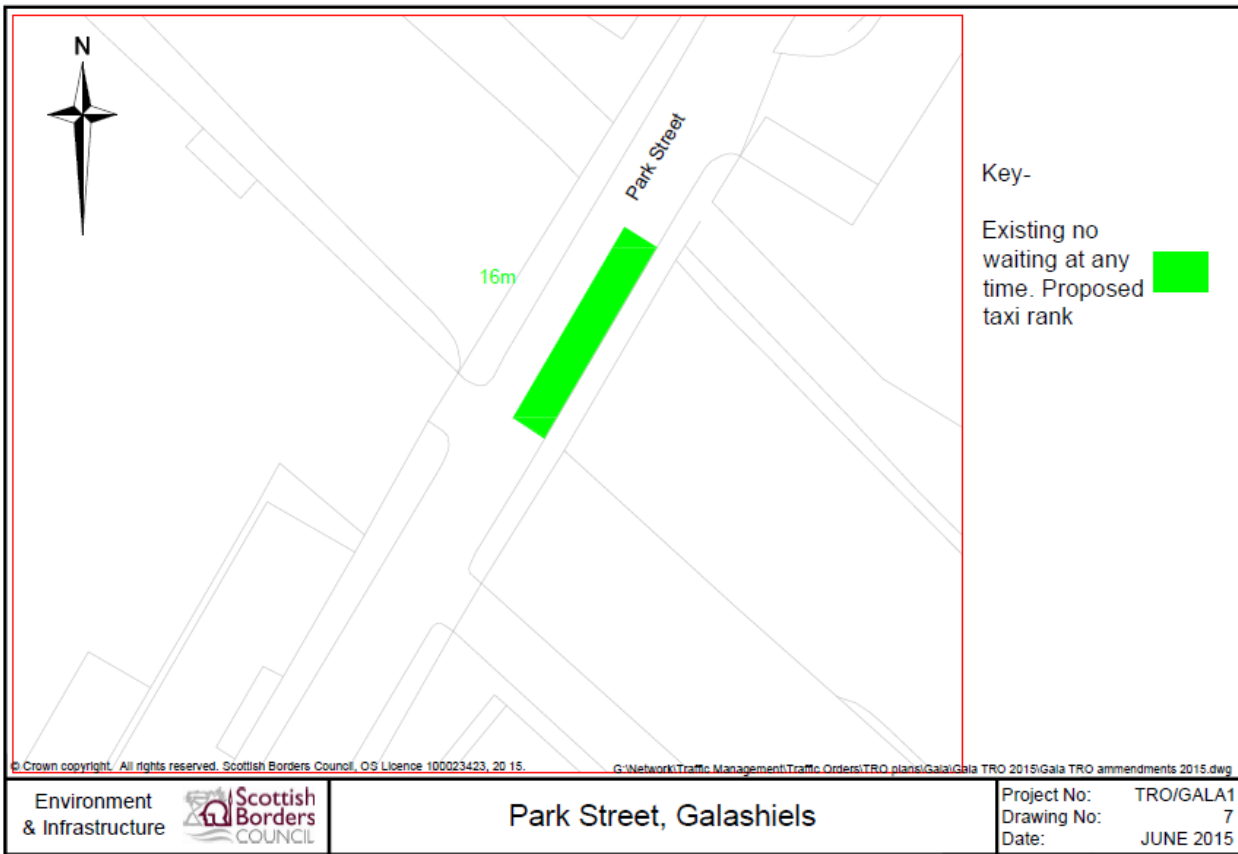 N
Park Street
16m
Key-
Existing no
waiting at any
time. Proposed
taxi rank
© Crown copyright. All rights reserved. Scottish Borders Council, OS Licence 100023423, 20 15.
G:\Network\Traffic Management\Traffic Orders\TRO plans\Gala\Gala TRO 2015\Gala TRO ammendments 2015.dwg
Environment
& Infrastructure
Scottish
Borders
COUNCIL
Park Street, Galashiels
Project No: TRO/GALA1
Drawing No: 7
Date: JUNE 2015